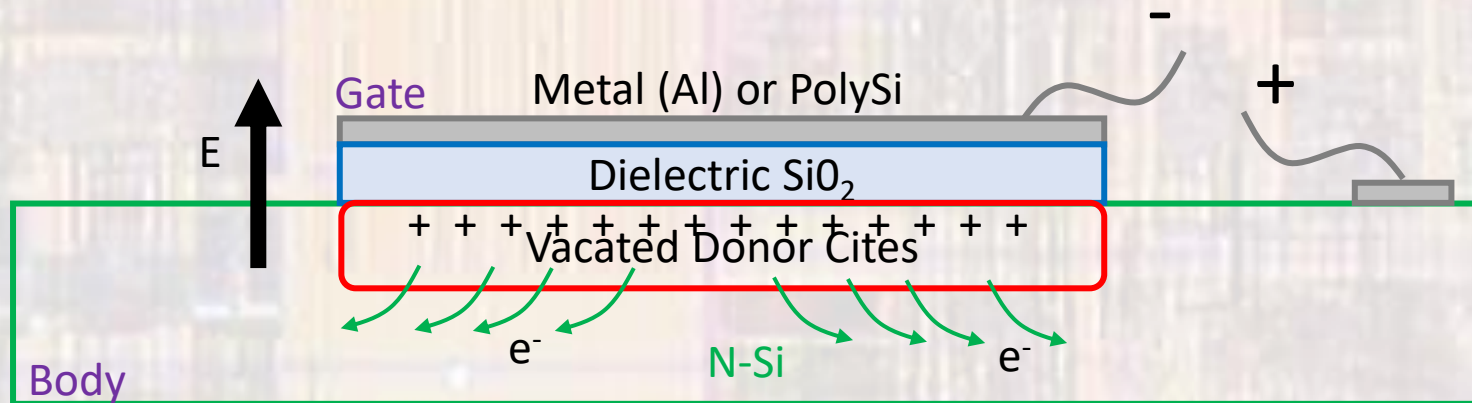 -
+
Gate
Metal (Al) or PolySi
E
Dielectric Si0₂
+ + + + + + + + + + + + + +
Vacated Donor Cites
e⁻
N-Si
e⁻
Body